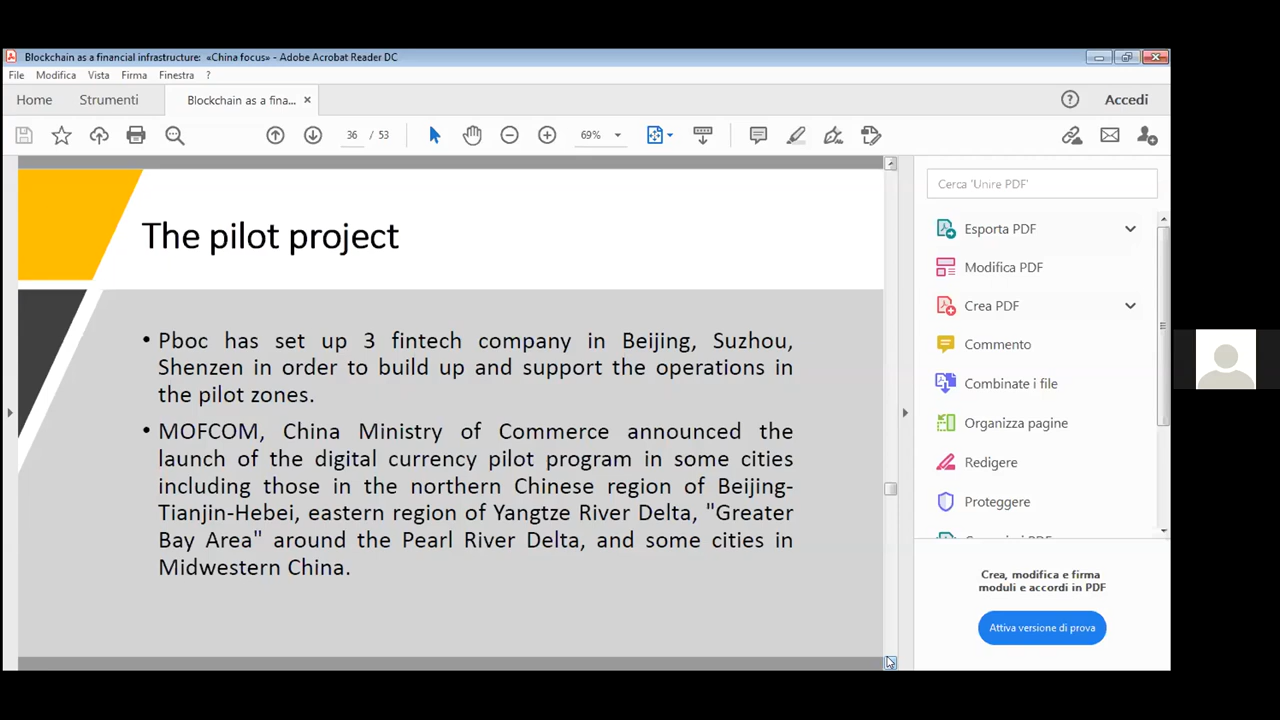 Blockchain as a financial infrastructure: «China focus» - Adobe Acrobat Reader DC
File Modifica Vista Firma Finestra ?
Home Strumenti Blockchain as a fina... × Accedi
36 / 53 69%
Cerca 'Unire PDF'
The pilot project
• Pboc has set up 3 fintech company in Beijing, Suzhou,
Shenzen in order to build up and support the operations in
the pilot zones.
• MOFCOM, China Ministry of Commerce announced the
launch of the digital currency pilot program in some cities
including those in the northern Chinese region of Beijing-
Tianjin-Hebei, eastern region of Yangtze River Delta, "Greater
Bay Area" around the Pearl River Delta, and some cities in
Midwestern China.
Esporta PDF
Modifica PDF
Crea PDF
Commento
Combinate i file
Organizza pagine
Redigere
Proteggere
Crea, modifica e firma
moduli e accordi in PDF
Attiva versione di prova